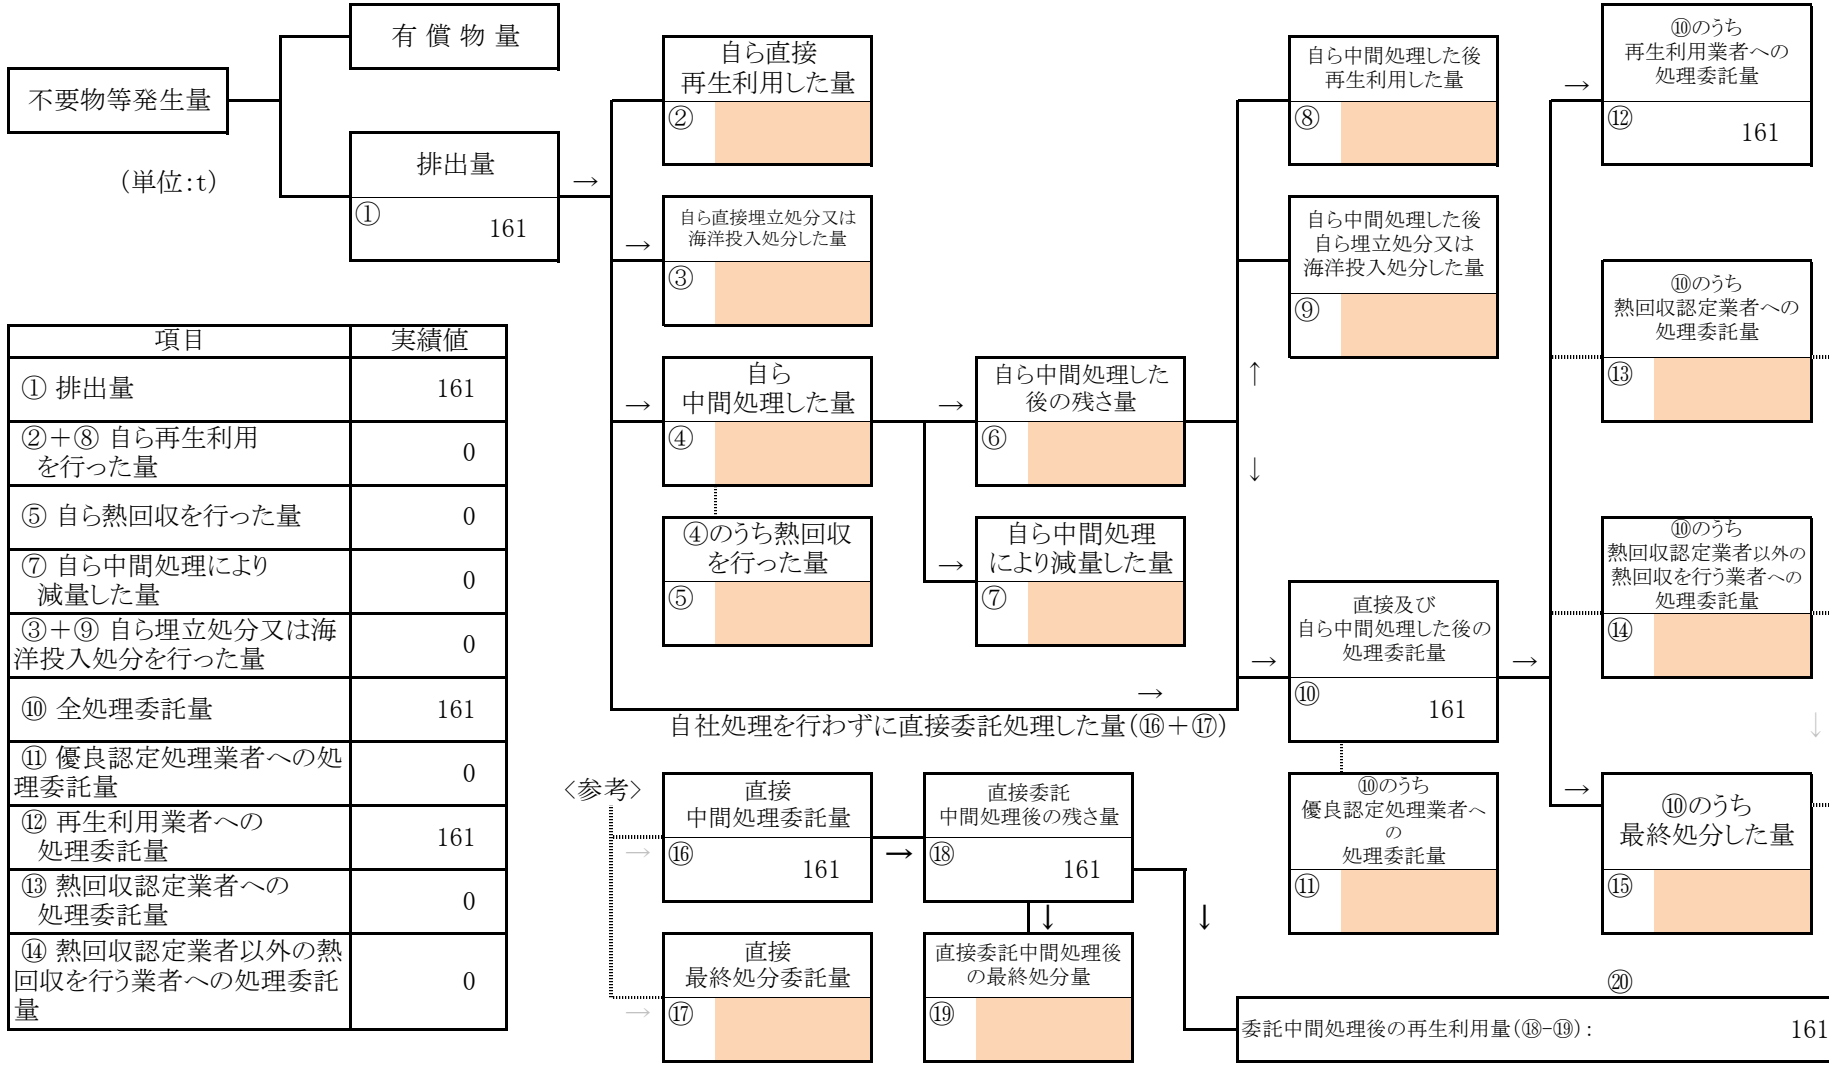 有 償 物 量
不要物等発生量
(単位:t)
排出量
①
161
→
自ら直接
再生利用した量
②
→
自ら直接埋立処分又は
海洋投入処分した量
③
→
自ら
中間処理した量
④
④のうち熱回収
を行った量
⑤
→
自ら中間処理した
後の残さ量
⑥
→
自ら中間処理
により減量した量
⑦
自ら中間処理した後
再生利用した量
⑧
自ら中間処理した後
自ら埋立処分又は
海洋投入処分した量
⑨
↑
↓
→
直接及び
自ら中間処理した後の
処理委託量
⑩
161
→
自社処理を行わずに直接委託処理した量(⑯+⑰)
→
⑩のうち
優良認定処理業者へ
の
処理委託量
⑪
→
⑩のうち
再生利用業者への
処理委託量
⑫
161
⑩のうち
熱回収認定業者への
処理委託量
⑬
⑩のうち
熱回収認定業者以外の
熱回収を行う業者への
処理委託量
⑭
↓
→
⑩のうち
最終処分した量
⑮
項目 実績値
① 排出量 161
②+⑧ 自ら再生利用
を行った量 0
⑤ 自ら熱回収を行った量 0
⑦ 自ら中間処理により
減量した量 0
③+⑨ 自ら埋立処分又は海
洋投入処分を行った量 0
⑩ 全処理委託量 161
⑪ 優良認定処理業者への処
理委託量 0
⑫ 再生利用業者への
処理委託量 161
⑬ 熱回収認定業者への
処理委託量 0
⑭ 熱回収認定業者以外の熱
回収を行う業者への処理委託
量 0
〈参考〉
→
直接
中間処理委託量
⑯
161
→
直接委託
中間処理後の残さ量
⑱
161
↓
↓
→
直接
最終処分委託量
⑰
直接委託中間処理後
の最終処分量
⑲
⑳
委託中間処理後の再生利用量(⑱-⑲): 161